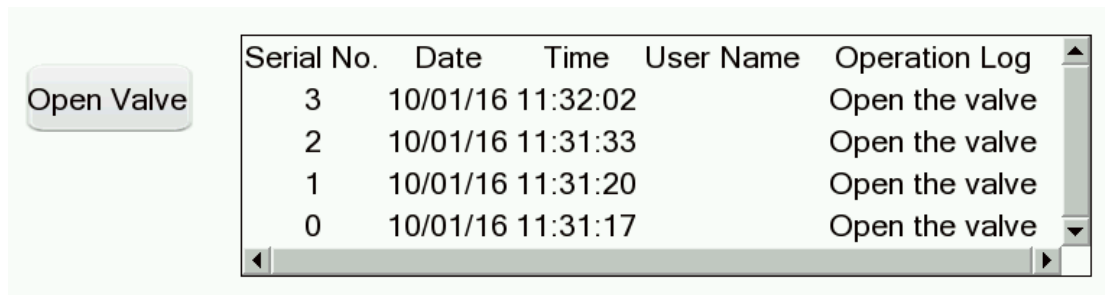 Open Valve
Serial No. Date Time User Name Operation Log
3 10/01/16 11:32:02 Open the valve
2 10/01/16 11:31:33 Open the valve
1 10/01/16 11:31:20 Open the valve
0 10/01/16 11:31:17 Open the valve